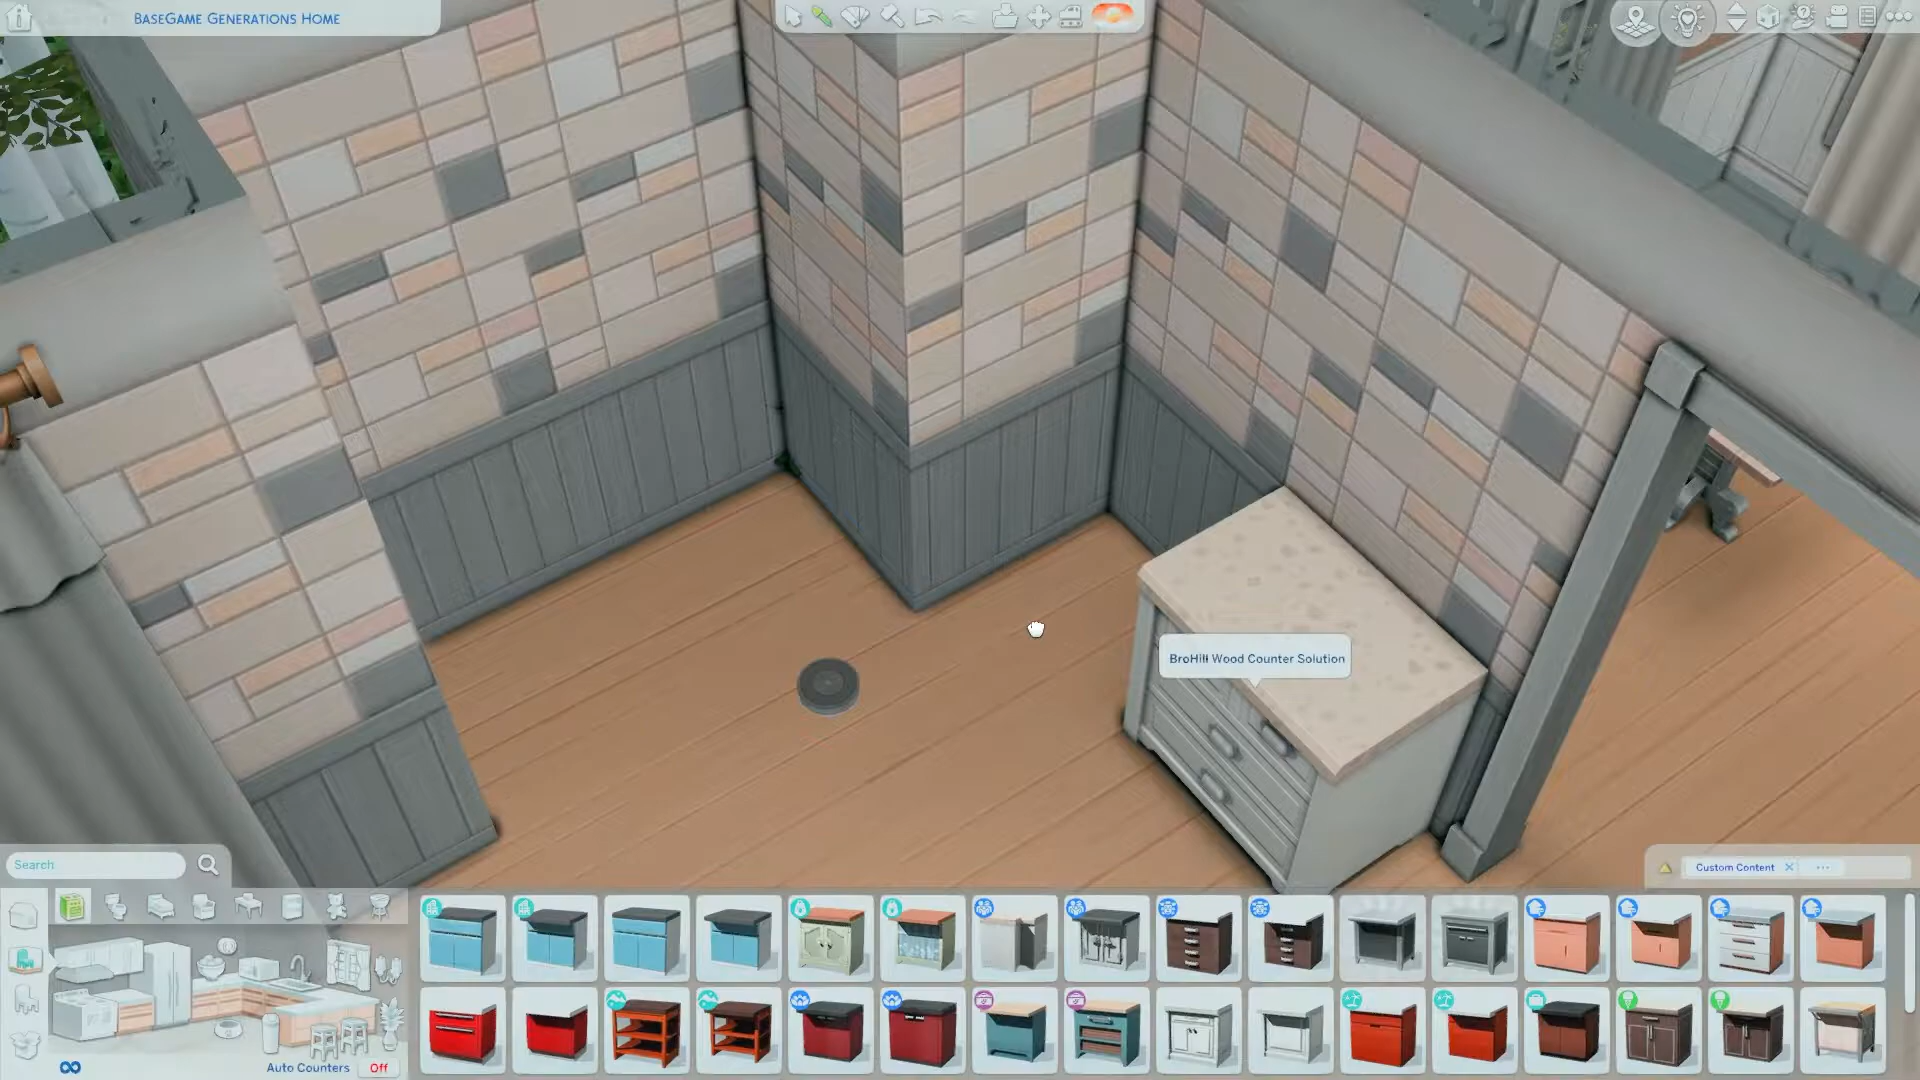 BASEGAME GENERATIONS HOME
BroHill Wood Counter Solution
Search
Custom Content
Auto Counters Off